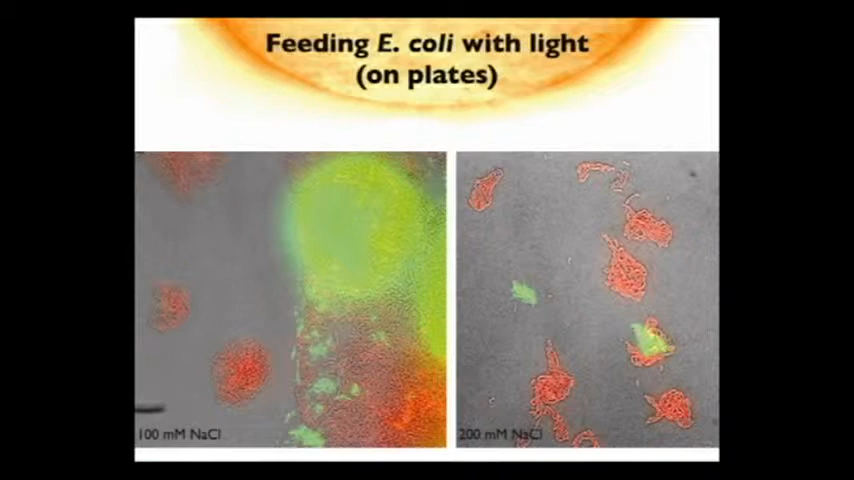 Feeding E. coli with light
(on plates)
100 mM NaCl
200 mM NaCl